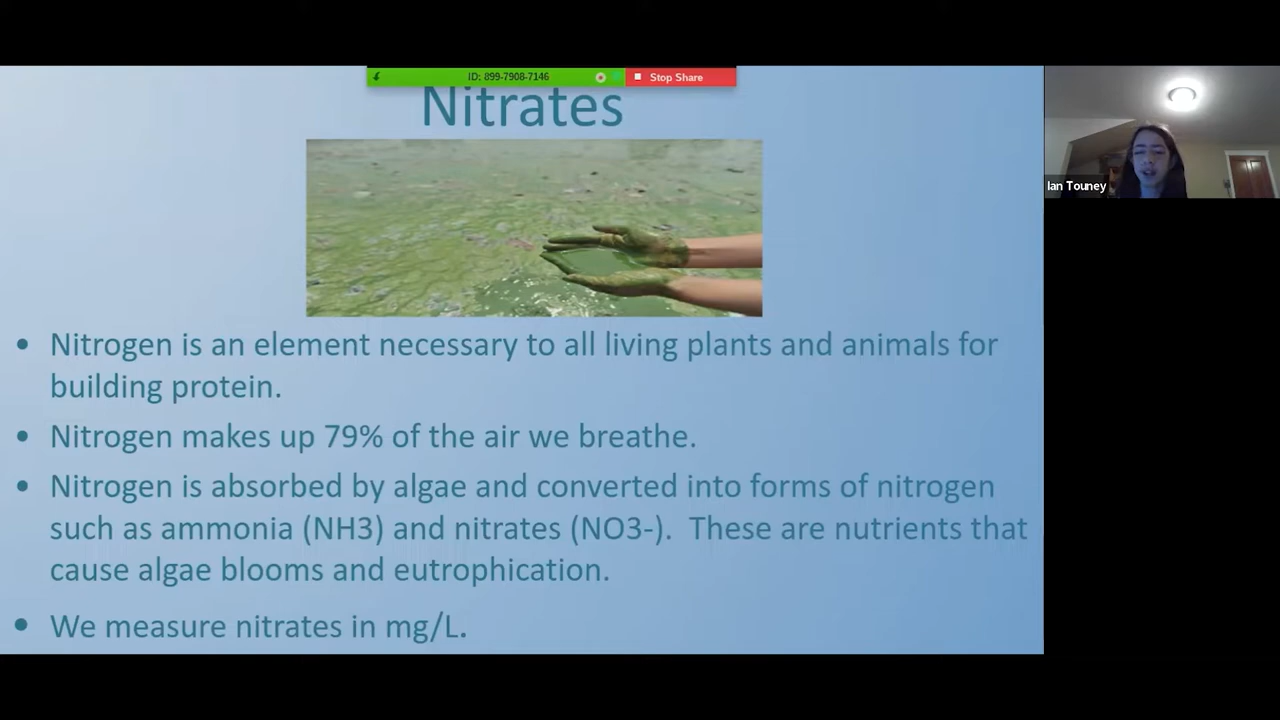 ID: 899-7908-7146
Stop Share
Nitrates
Ian Touney
• Nitrogen is an element necessary to all living plants and animals for
building protein.
• Nitrogen makes up 79% of the air we breathe.
• Nitrogen is absorbed by algae and converted into forms of nitrogen
such as ammonia (NH3) and nitrates (NO3-).  These are nutrients that
cause algae blooms and eutrophication.
• We measure nitrates in mg/L.